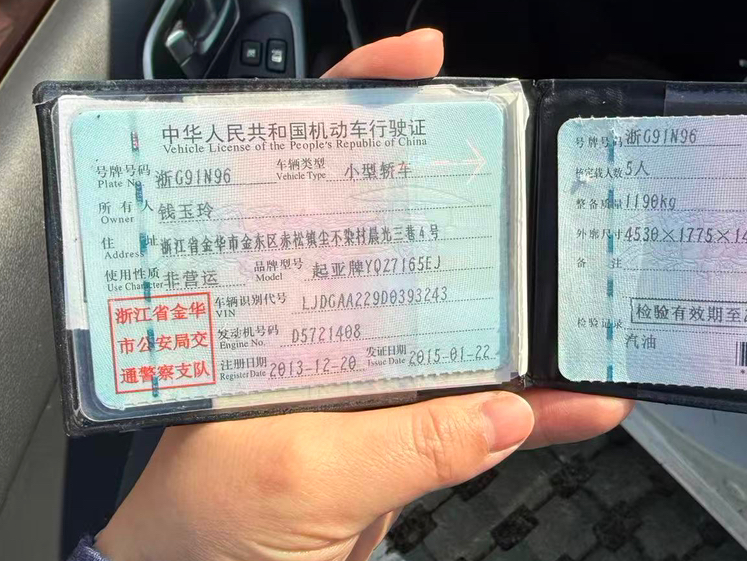 中华人民共和国机动车行驶证
Vehicle License of the People's Republic of China
号牌号码 浙G91N96 车辆类型 小型轿车
Plate No. Vehicle Type
所有人 钱玉玲
Owner
住址 浙江省金华市金东区赤松镇尘不染村晨光三巷4号
Address
使用性质 非营运 品牌型号 起亚牌YQZ7165EJ
Use Character Model
浙江省金华
市公安局交
通警察支队
车辆识别代号 LJDGAA229D0393243
VIN
发动机号码 D5721408
Engine No.
注册日期 2013-12-20 发证日期 2015-01-22
Register Date Issue Date
号牌号码 浙G91N96
核定载人数 5人
整备质量 1190kg
外廓尺寸 4530×1775×14
备注
检验有效期至
检验记录
汽油